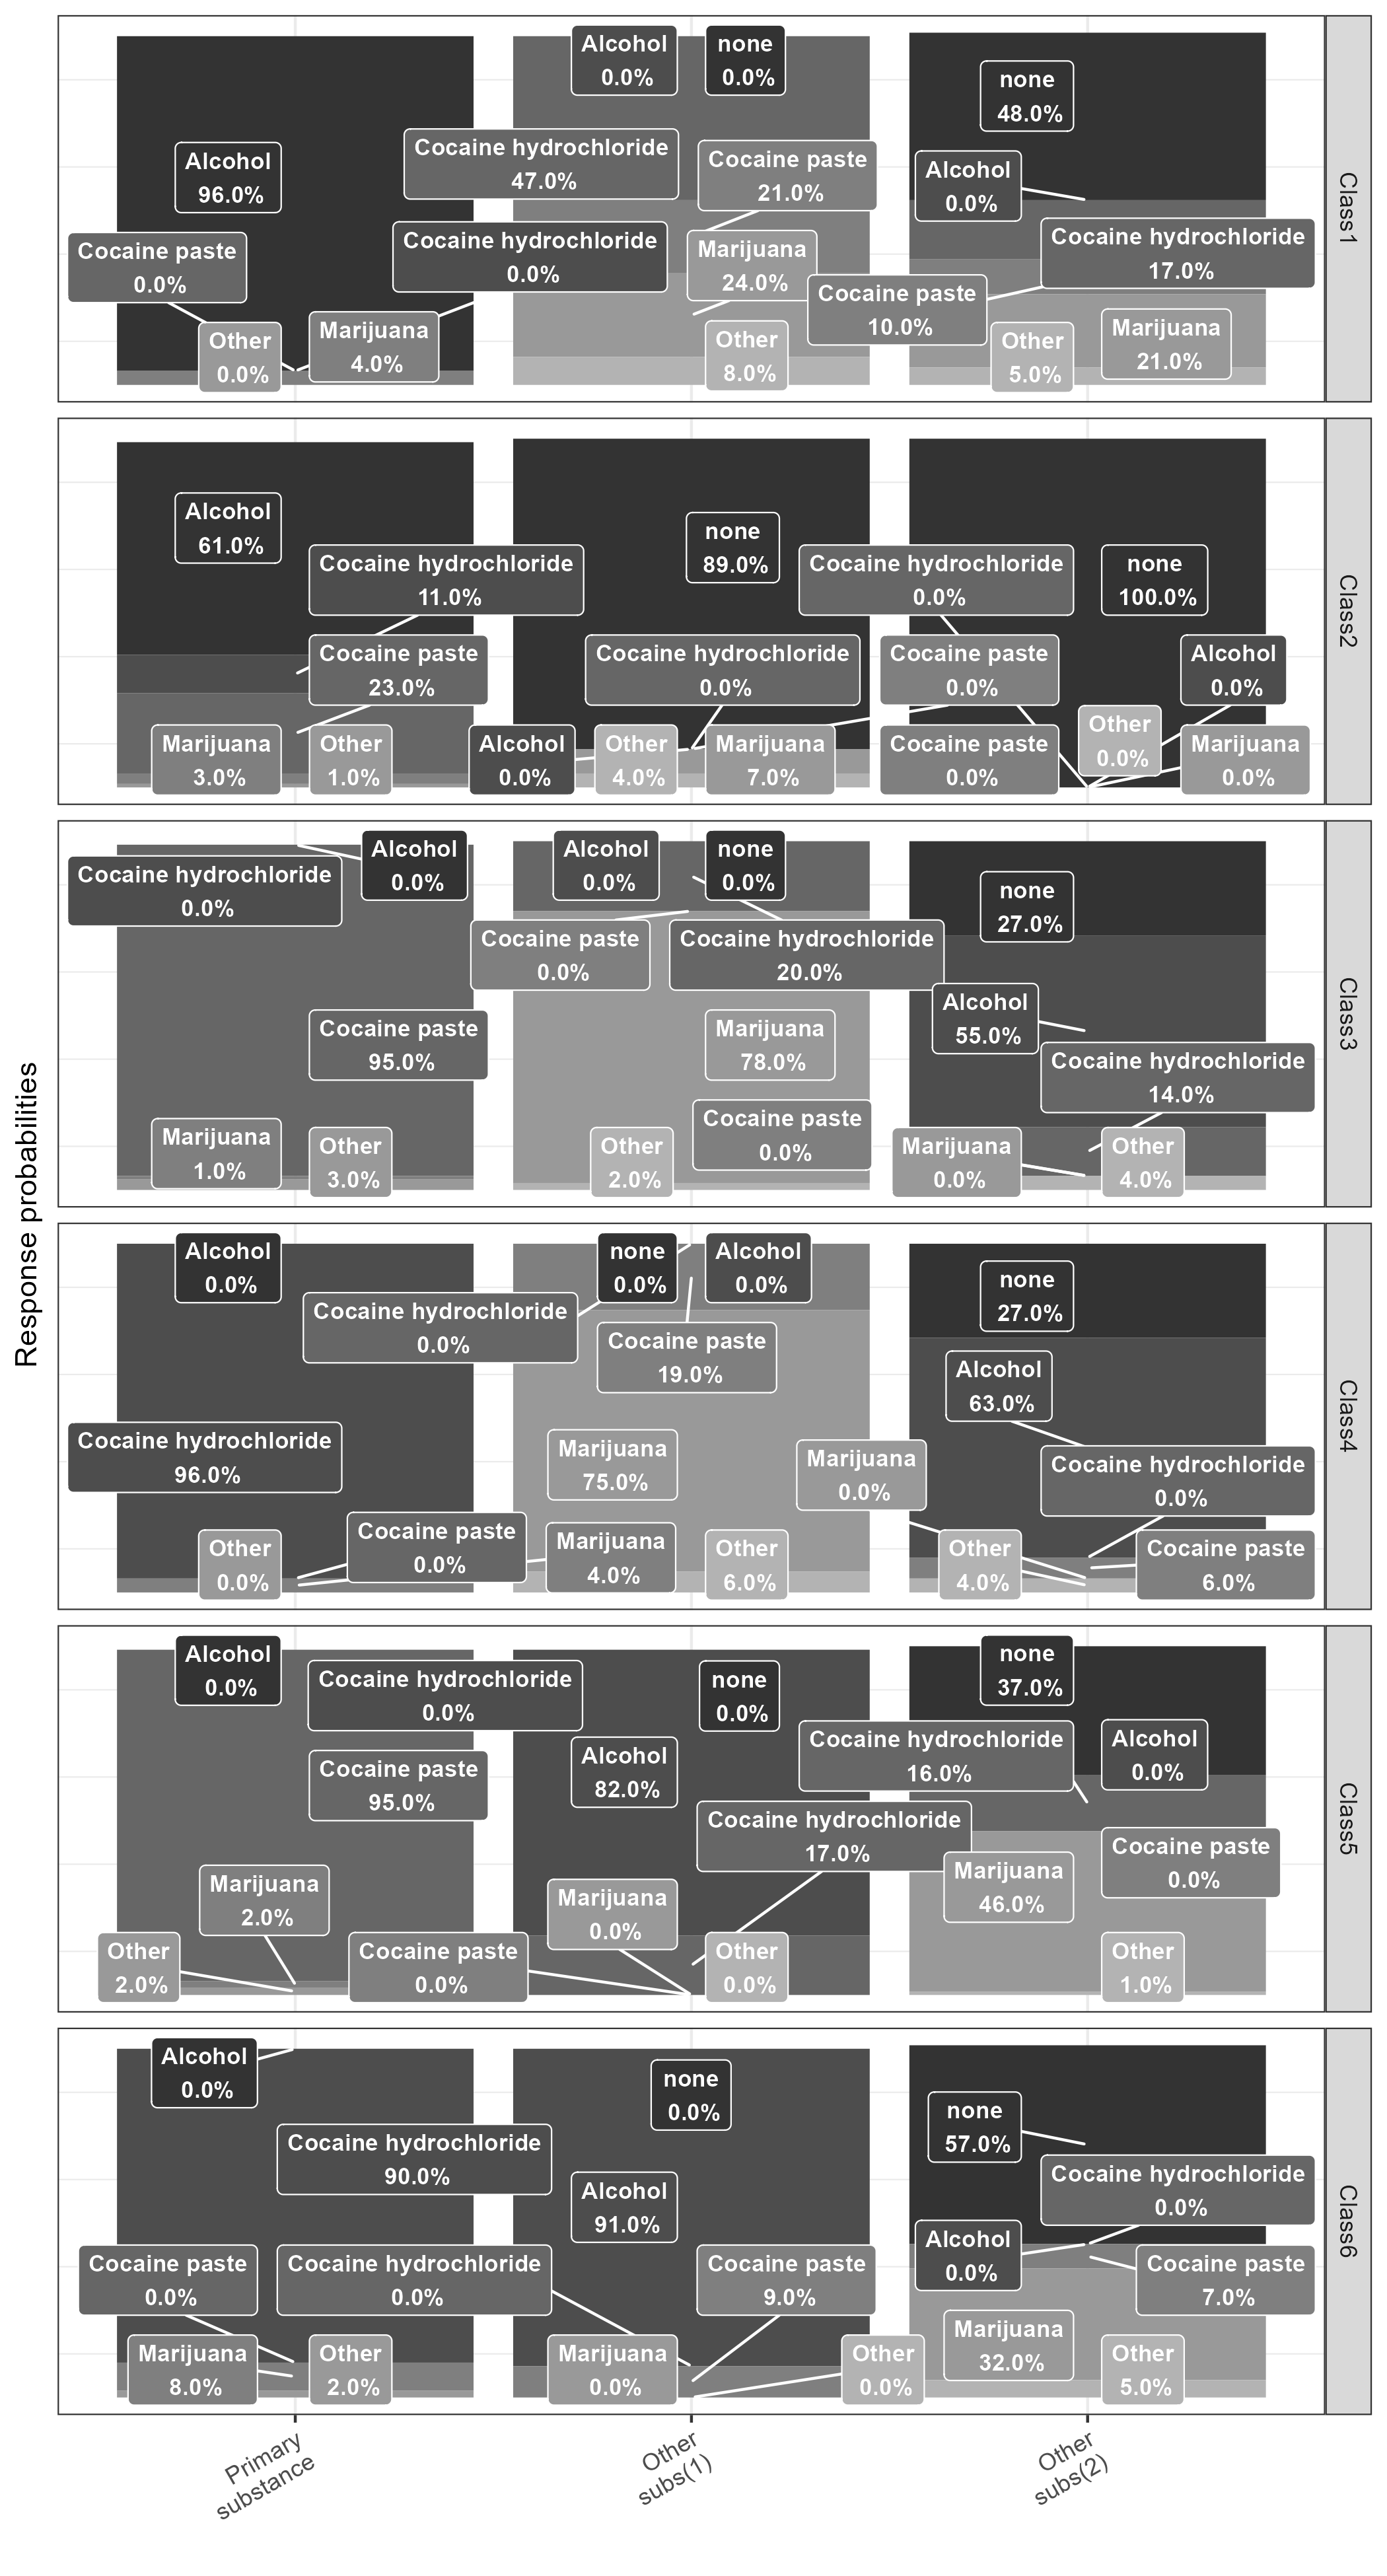 Response probabilities
Alcohol
0.0%
none
0.0%
none
48.0%
Alcohol
96.0%
Cocaine hydrochloride
47.0%
Cocaine paste
21.0%
Alcohol
0.0%
Cocaine paste
0.0%
Cocaine hydrochloride
0.0%
Marijuana
24.0%
Cocaine hydrochloride
17.0%
Cocaine paste
10.0%
Other
0.0%
Marijuana
4.0%
Other
8.0%
Other
5.0%
Marijuana
21.0%
Class1
Alcohol
61.0%
none
89.0%
Cocaine hydrochloride
11.0%
Cocaine hydrochloride
0.0%
none
100.0%
Cocaine paste
23.0%
Cocaine hydrochloride
0.0%
Cocaine paste
0.0%
Alcohol
0.0%
Marijuana
3.0%
Other
1.0%
Alcohol
0.0%
Other
4.0%
Marijuana
7.0%
Cocaine paste
0.0%
Other
0.0%
Marijuana
0.0%
Class2
Cocaine hydrochloride
0.0%
Alcohol
0.0%
Alcohol
0.0%
none
0.0%
none
27.0%
Cocaine paste
0.0%
Cocaine hydrochloride
20.0%
Cocaine paste
95.0%
Marijuana
78.0%
Alcohol
55.0%
Cocaine hydrochloride
14.0%
Marijuana
1.0%
Other
3.0%
Other
2.0%
Cocaine paste
0.0%
Marijuana
0.0%
Other
4.0%
Class3
Alcohol
0.0%
none
0.0%
Alcohol
0.0%
none
27.0%
Cocaine hydrochloride
0.0%
Cocaine paste
19.0%
Alcohol
63.0%
Cocaine hydrochloride
96.0%
Marijuana
75.0%
Marijuana
0.0%
Cocaine hydrochloride
0.0%
Other
0.0%
Cocaine paste
0.0%
Marijuana
4.0%
Other
6.0%
Other
4.0%
Cocaine paste
6.0%
Class4
Alcohol
0.0%
Cocaine hydrochloride
0.0%
none
0.0%
none
37.0%
Cocaine paste
95.0%
Alcohol
82.0%
Cocaine hydrochloride
16.0%
Alcohol
0.0%
Cocaine hydrochloride
17.0%
Cocaine paste
0.0%
Marijuana
2.0%
Marijuana
0.0%
Marijuana
46.0%
Other
2.0%
Cocaine paste
0.0%
Other
0.0%
Other
1.0%
Class5
Alcohol
0.0%
none
0.0%
none
57.0%
Cocaine hydrochloride
90.0%
Alcohol
91.0%
Cocaine hydrochloride
0.0%
Alcohol
0.0%
Cocaine paste
0.0%
Cocaine hydrochloride
0.0%
Cocaine paste
9.0%
Cocaine paste
7.0%
Marijuana
8.0%
Other
2.0%
Marijuana
0.0%
Other
0.0%
Marijuana
32.0%
Other
5.0%
Class6
Primary
substance
Other
subs(1)
Other
subs(2)